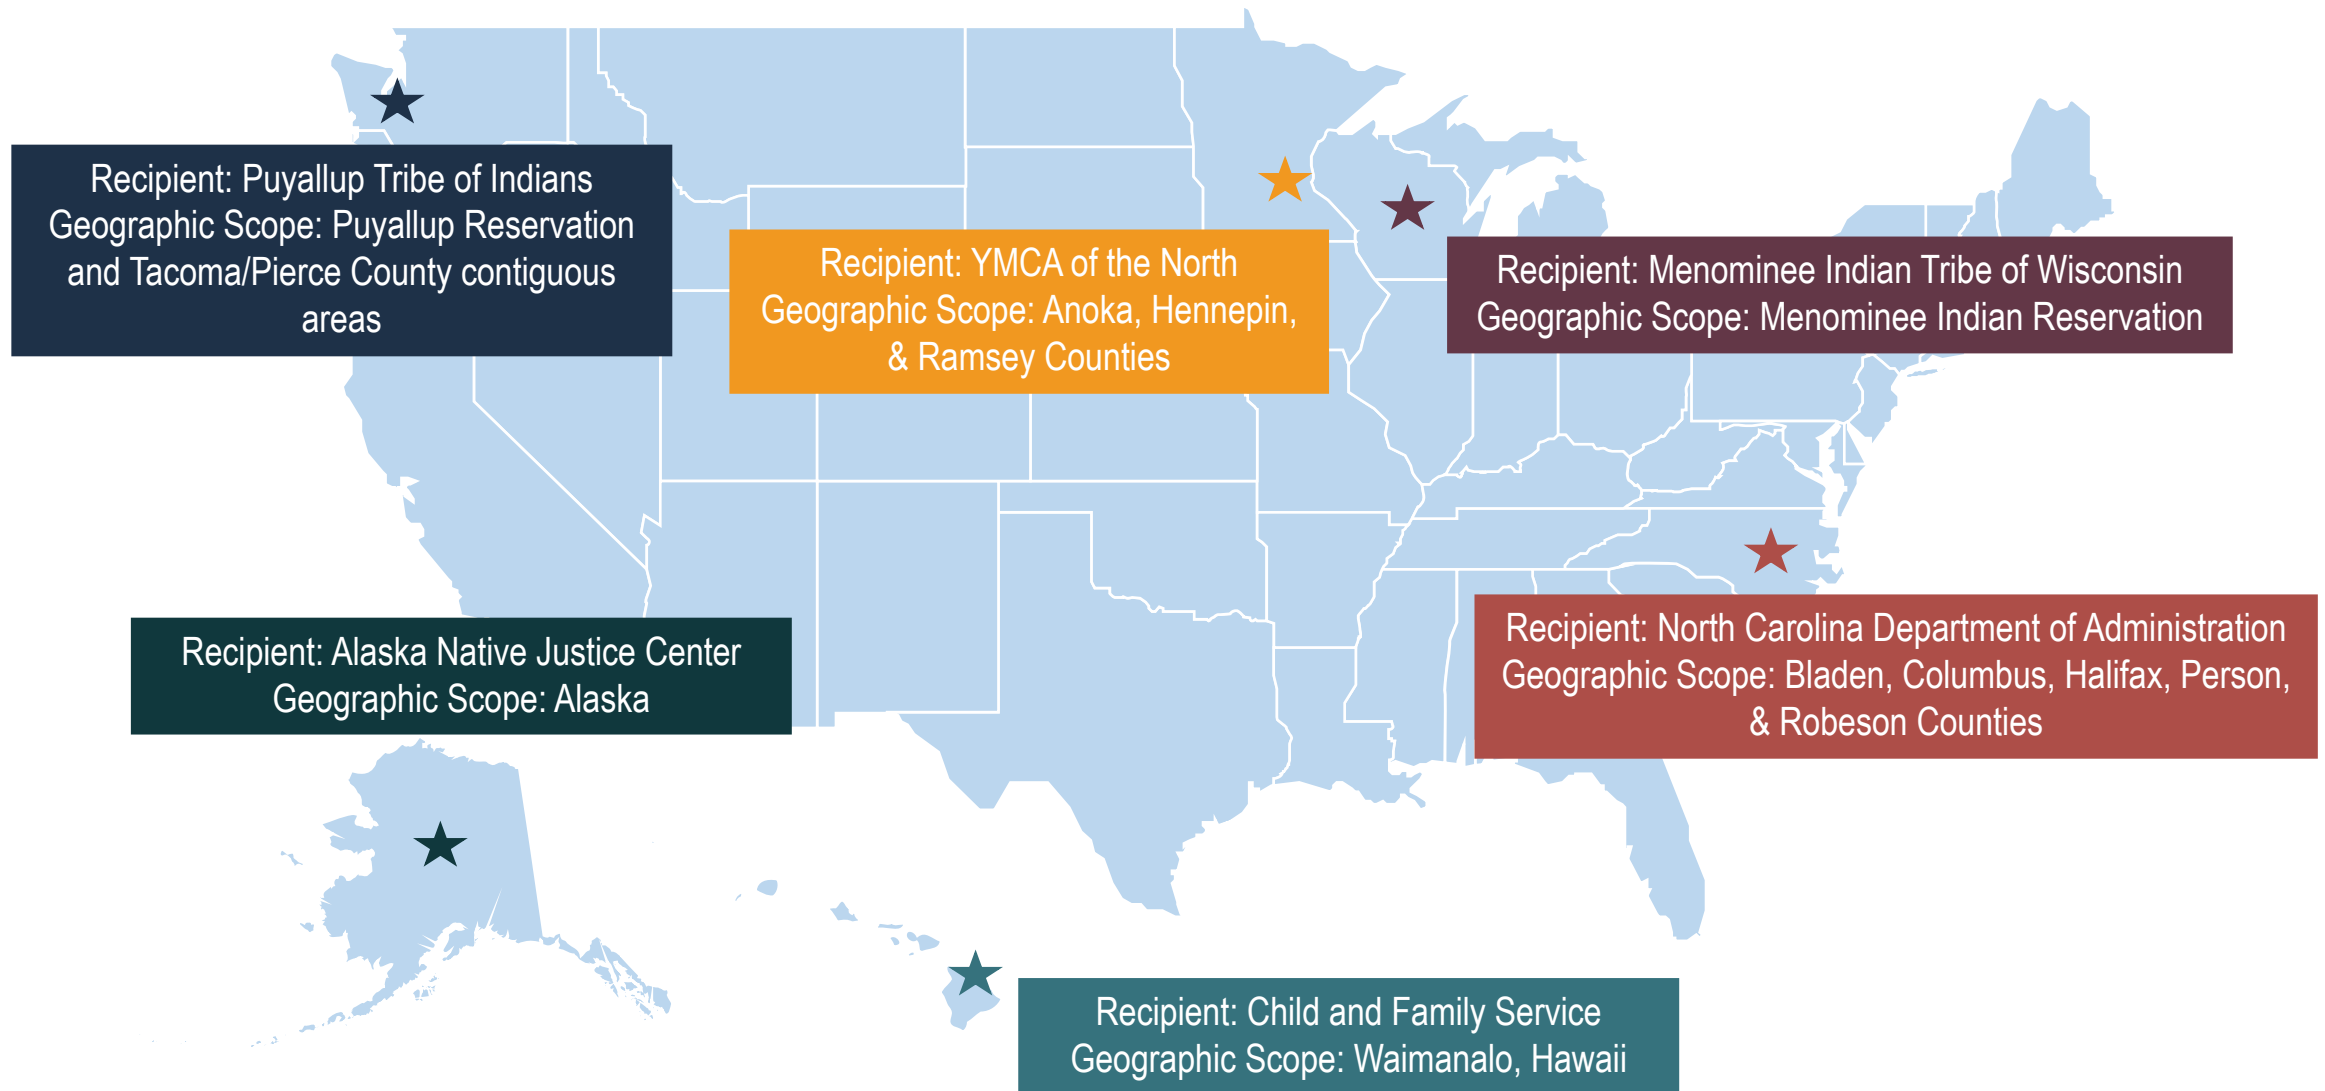 Recipient: Puyallup Tribe of Indians
Geographic Scope: Puyallup Reservation
and Tacoma/Pierce County contiguous
areas
Recipient: YMCA of the North
Geographic Scope: Anoka, Hennepin,
& Ramsey Counties
Recipient: Menominee Indian Tribe of Wisconsin
Geographic Scope: Menominee Indian Reservation
Recipient: Alaska Native Justice Center
Geographic Scope: Alaska
Recipient: North Carolina Department of Administration
Geographic Scope: Bladen, Columbus, Halifax, Person,
& Robeson Counties
Recipient: Child and Family Service
Geographic Scope: Waimanalo, Hawaii